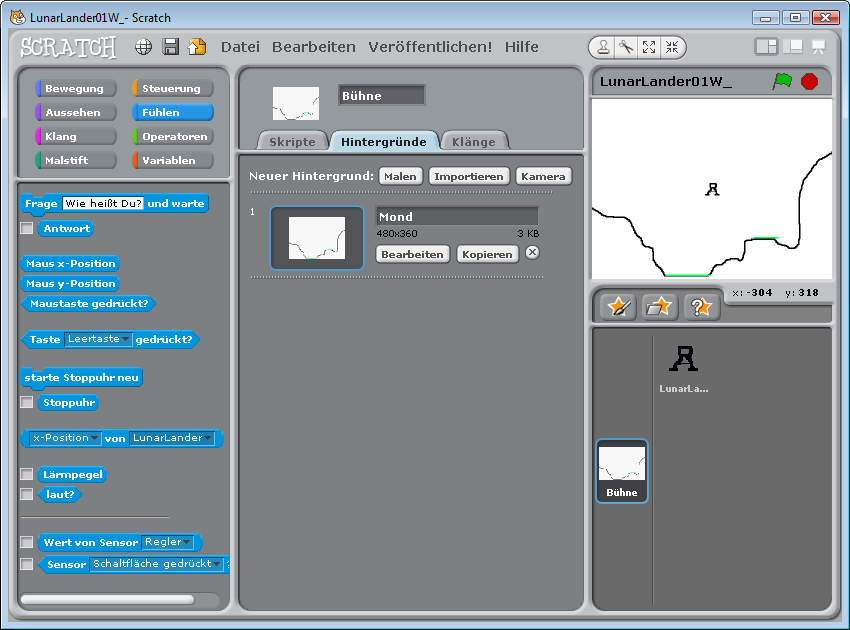 LunarLander01W_- Scratch
SCRATCH Datei Bearbeiten Veröffentlichen! Hilfe
Bewegung Steuerung
Aussehen Fühlen
Klang Operatoren
Malstift Variablen
Frage Wie heißt Du? und warte
Antwort
Maus x-Position
Maus y-Position
Maustaste gedrückt?
Taste Leertaste gedrückt?
starte Stoppuhr neu
Stoppuhr
x-Position von LunarLander
Lärmpegel
laut?
Wert von Sensor Regler
Sensor Schaltfläche gedrückt ?
Bühne
Skripte Hintergründe Klänge
Neuer Hintergrund: Malen Importieren Kamera
1
Mond
480x360 3 KB
Bearbeiten Kopieren
LunarLander01W_
x: -304 y: 318
LunarLa...
Bühne